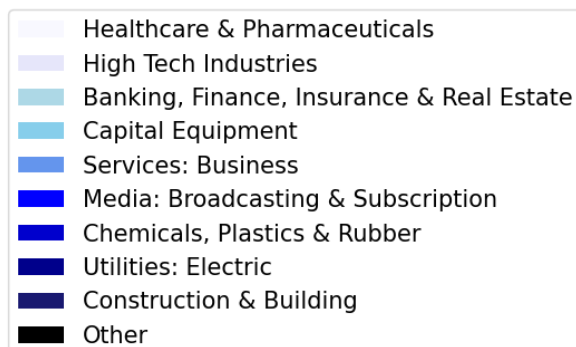 Healthcare & Pharmaceuticals
High Tech Industries
Banking, Finance, Insurance & Real Estate
Capital Equipment
Services: Business
Media: Broadcasting & Subscription
Chemicals, Plastics & Rubber
Utilities: Electric
Construction & Building
Other